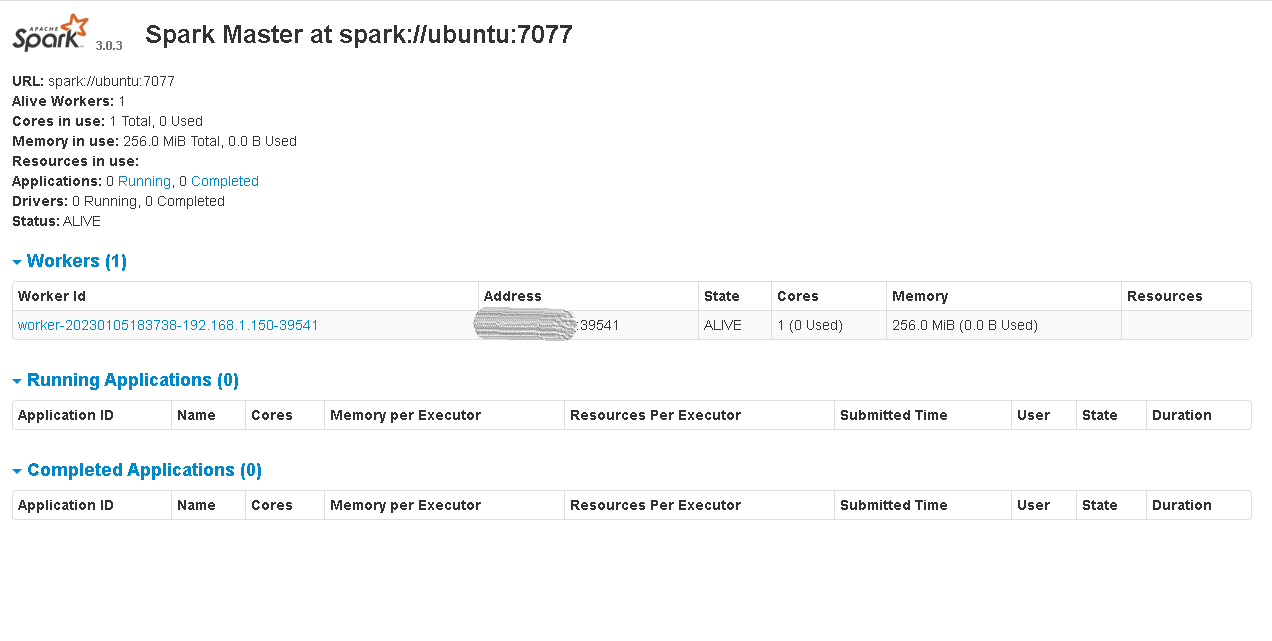 APACHE
Spark 3.0.3 Spark Master at spark://ubuntu:7077
URL: spark://ubuntu:7077
Alive Workers: 1
Cores in use: 1 Total, 0 Used
Memory in use: 256.0 MiB Total, 0.0 B Used
Resources in use:
Applications: 0 Running, 0 Completed
Drivers: 0 Running, 0 Completed
Status: ALIVE
Workers (1)
Worker Id Address State Cores Memory Resources
worker-20230105183738-192.168.1.150-39541 :39541 ALIVE 1 (0 Used) 256.0 MiB (0.0 B Used)
Running Applications (0)
Application ID Name Cores Memory per Executor Resources Per Executor Submitted Time User State Duration
Completed Applications (0)
Application ID Name Cores Memory per Executor Resources Per Executor Submitted Time User State Duration